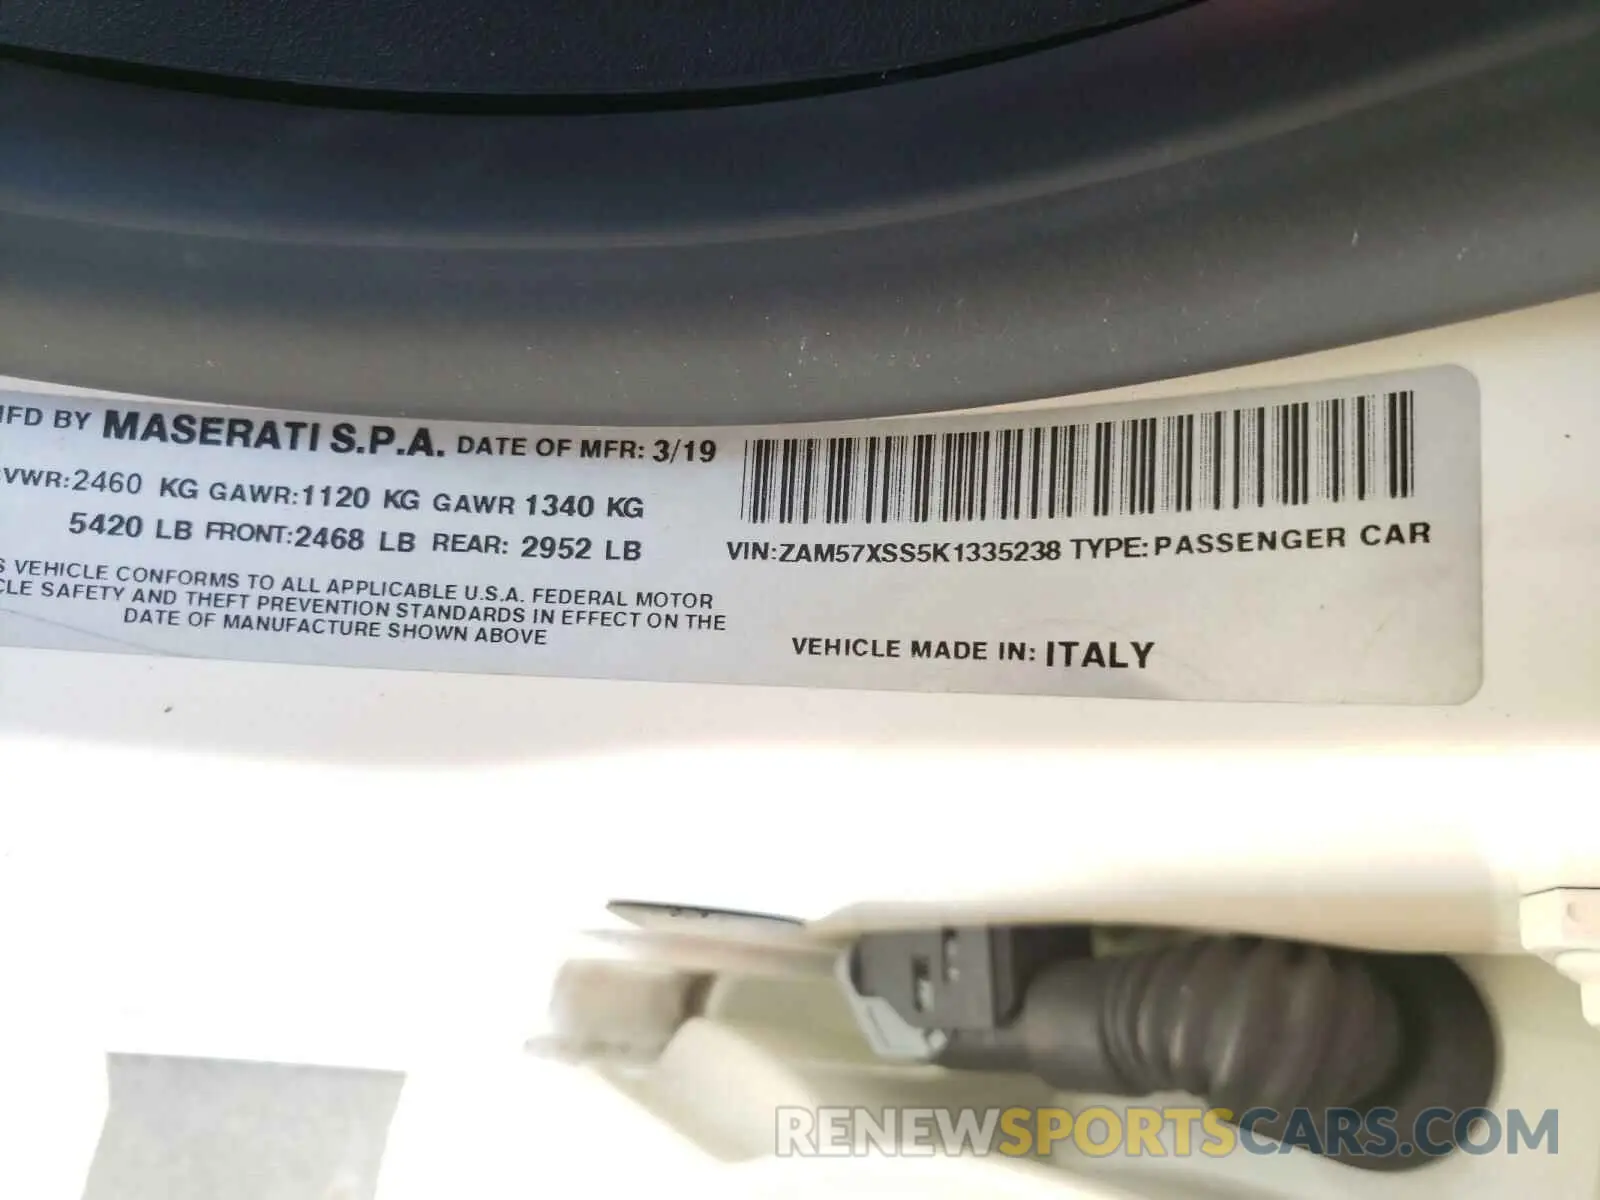 MFD BY MASERATI S.P.A. DATE OF MFR: 3/19
GVWR:2460 KG GAWR:1120 KG GAWR 1340 KG
5420 LB FRONT:2468 LB REAR: 2952 LB
S VEHICLE CONFORMS TO ALL APPLICABLE U.S.A. FEDERAL MOTOR
CLE SAFETY AND THEFT PREVENTION STANDARDS IN EFFECT ON THE
DATE OF MANUFACTURE SHOWN ABOVE
VIN:ZAM57XSS5K1335238 TYPE:PASSENGER CAR
VEHICLE MADE IN: ITALY
RENEWSPORTSCARS.COM